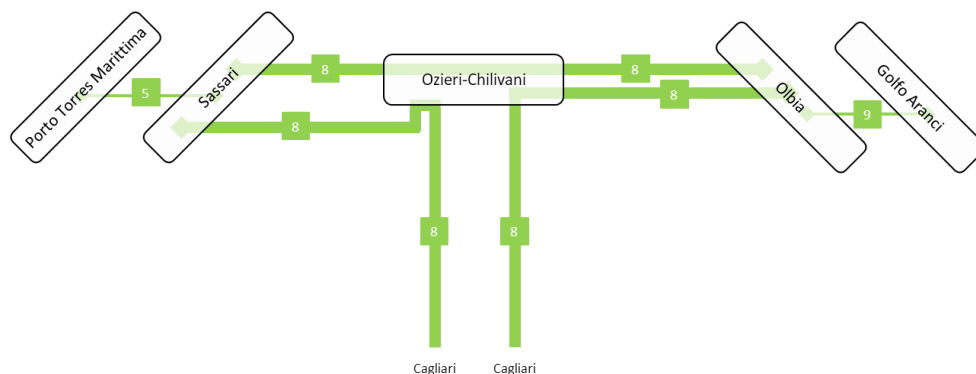 Porto Torres Marittima
5
Sassari
8
8
Ozieri-Chilivani
8
8
Olbia
9
Golfo Aranci
8
8
Cagliari
Cagliari